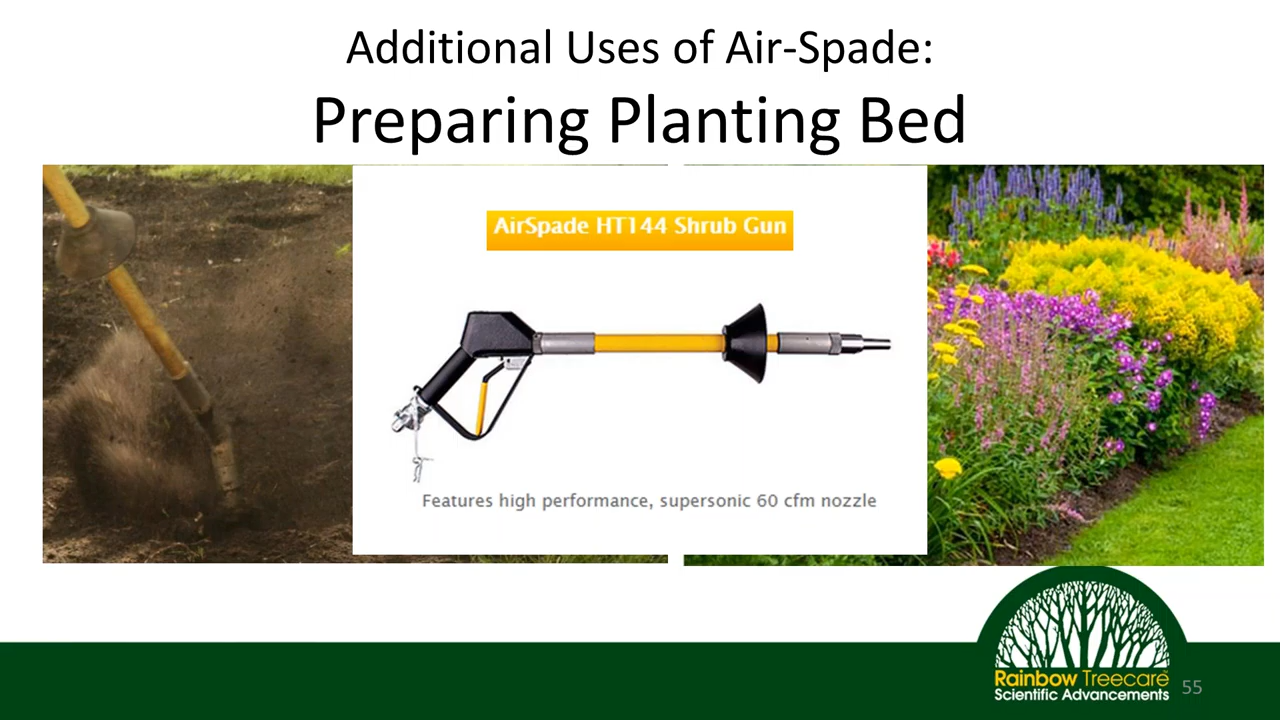 Additional Uses of Air-Spade:
Preparing Planting Bed
AirSpade HT144 Shrub Gun
Features high performance, supersonic 60 cfm nozzle
Rainbow Treecare
Scientific Advancements
55